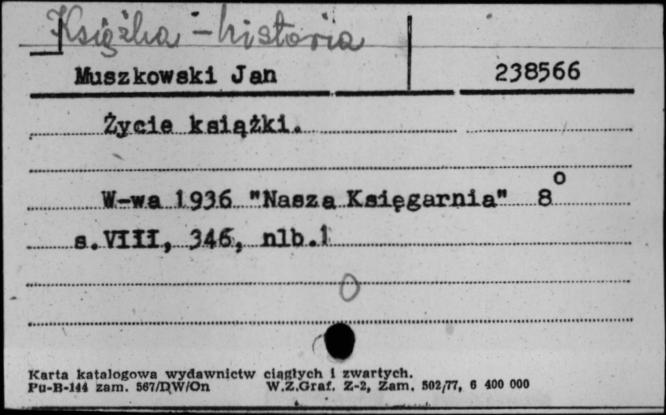 Książka - historia
Muszkowski Jan 238566
Życie książki.
W-wa 1936 "Nasza Księgarnia" 8°
s.VIII, 346, nlb.1
Karta katalogowa wydawnictw ciągłych i zwartych.
Pu-B-144 zam. 567/DW/On W.Z.Graf. Z-2, Zam. 502/77, 6 400 000